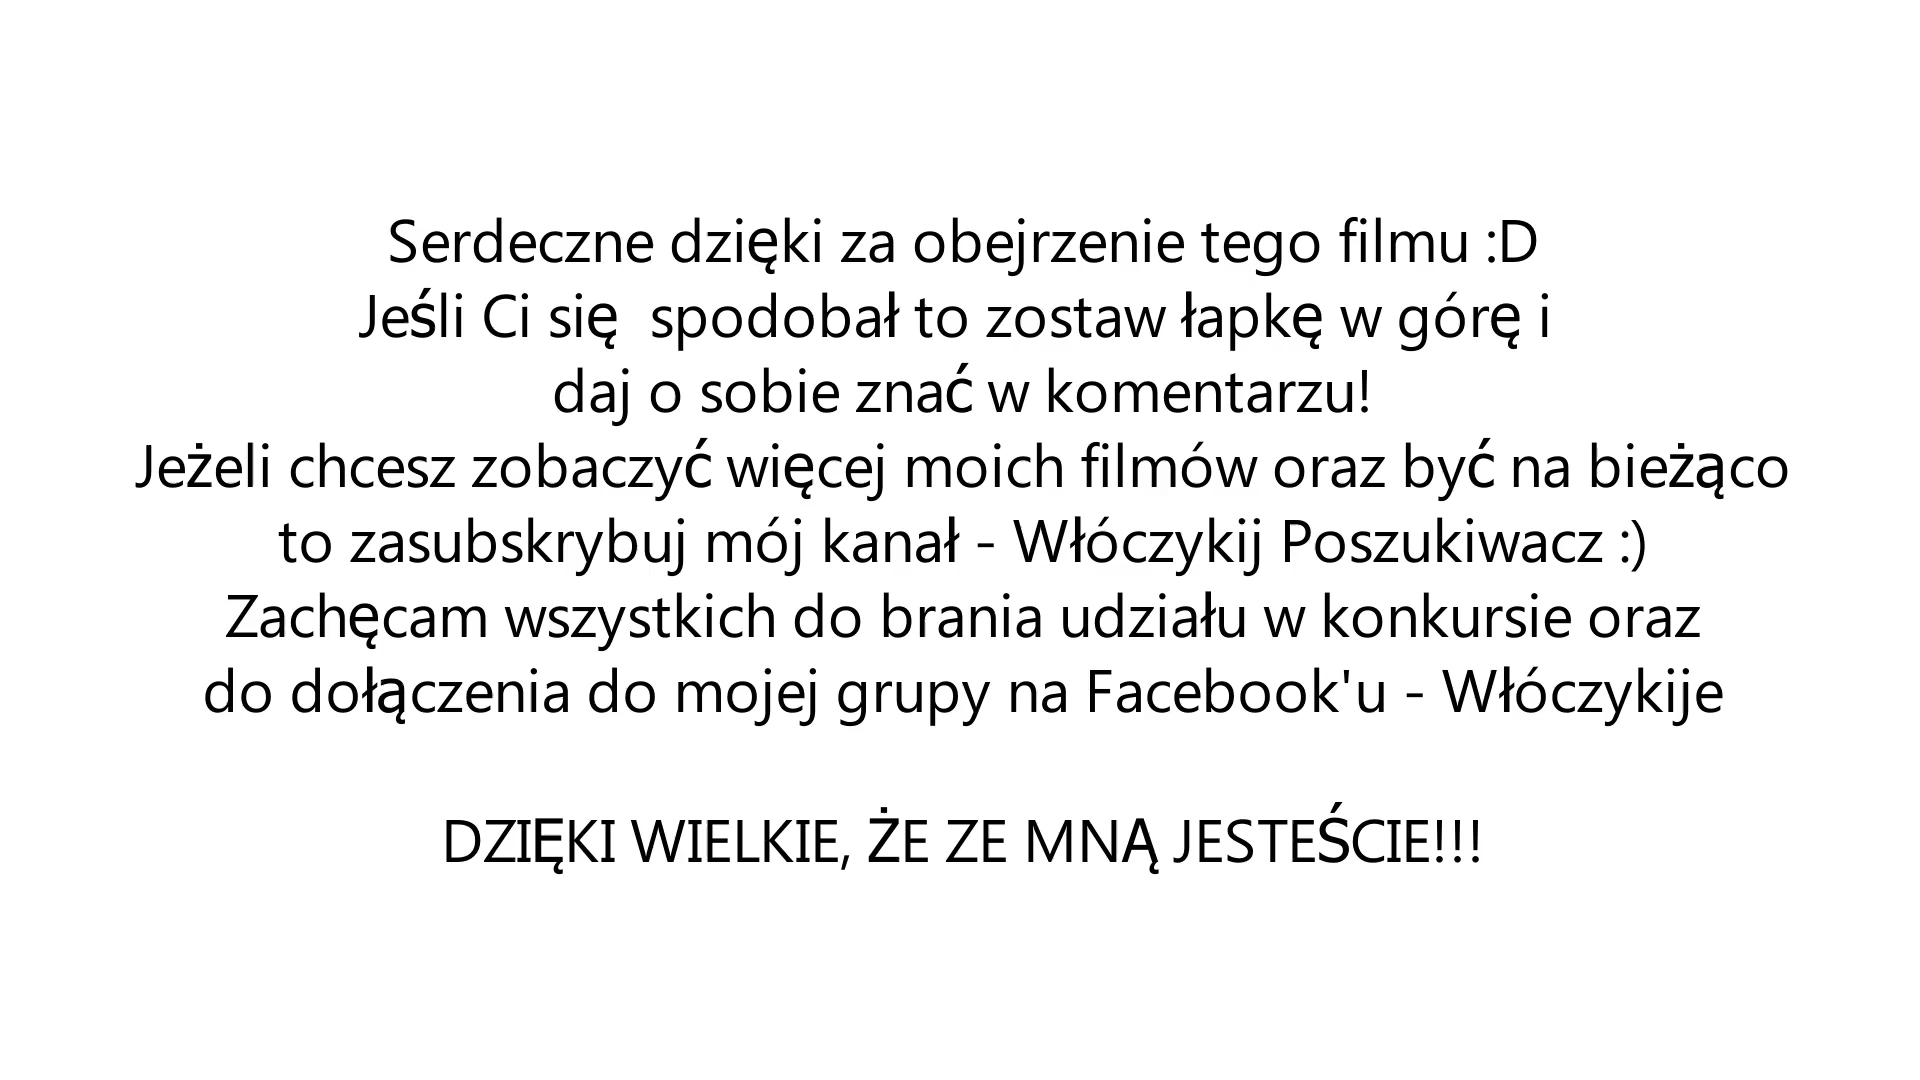 Serdeczne dzięki za obejrzenie tego filmu :D
Jeśli Ci się  spodobał to zostaw łapkę w górę i
daj o sobie znać w komentarzu!
Jeżeli chcesz zobaczyć więcej moich filmów oraz być na bieżąco
to zasubskrybuj mój kanał - Włóczykij Poszukiwacz :)
Zachęcam wszystkich do brania udziału w konkursie oraz
do dołączenia do mojej grupy na Facebook'u - Włóczykije
DZIĘKI WIELKIE, ŻE ZE MNĄ JESTEŚCIE!!!